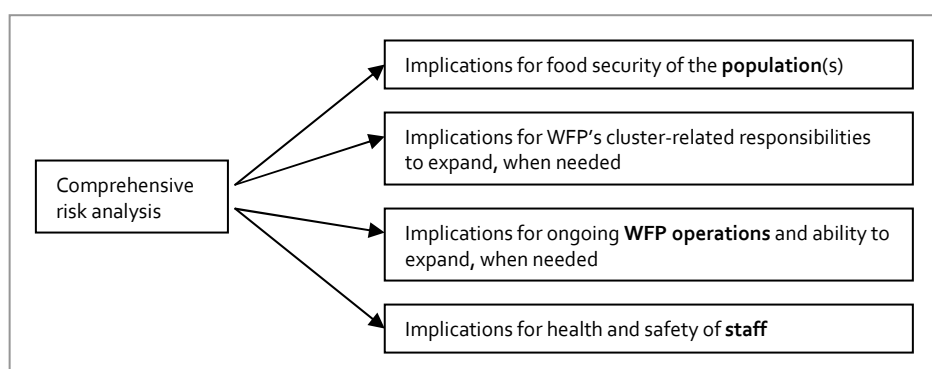 Implications for food security of the population(s)
Implications for WFP's cluster-related responsibilities
to expand, when needed
Comprehensive
risk analysis
Implications for ongoing WFP operations and ability to
expand, when needed
Implications for health and safety of staff